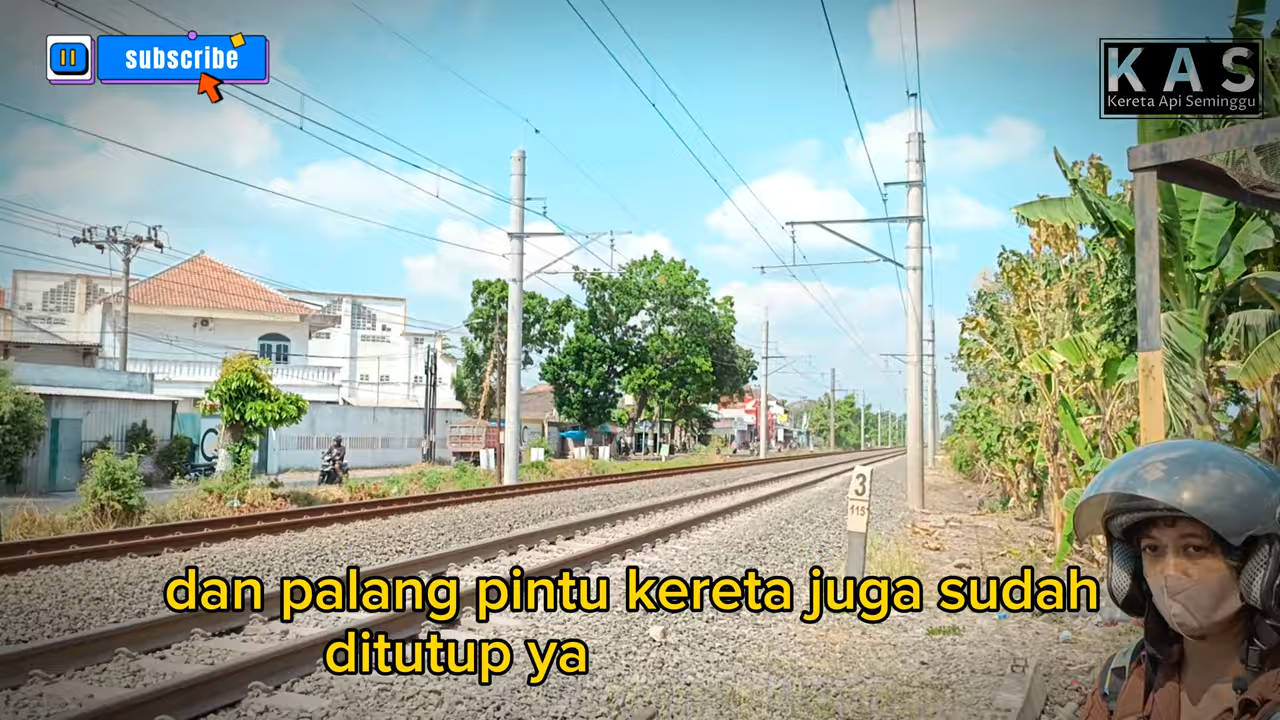 subscribe
KAS
Kereta Api Seminggu
3
115
dan palang pintu kereta juga sudah
ditutup ya